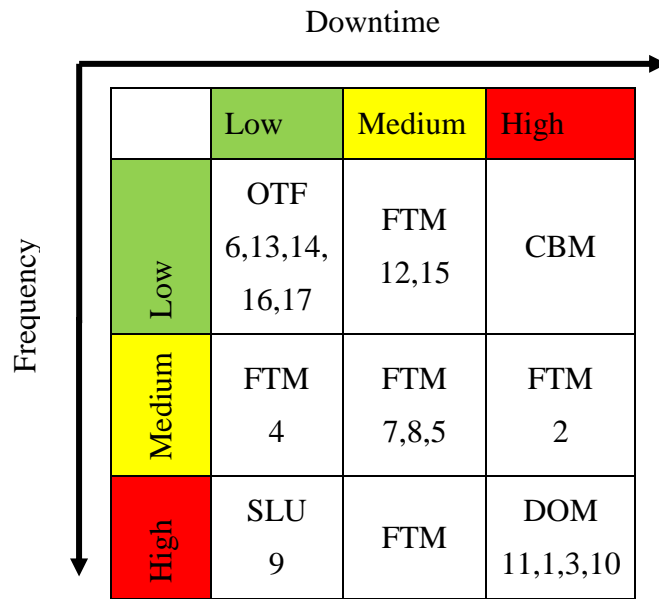 Downtime
Low Medium High
Frequency
Low
OTF
6,13,14,
16,17
FTM
12,15
CBM
Medium
FTM
4
FTM
7,8,5
FTM
2
High
SLU
9
FTM
DOM
11,1,3,10